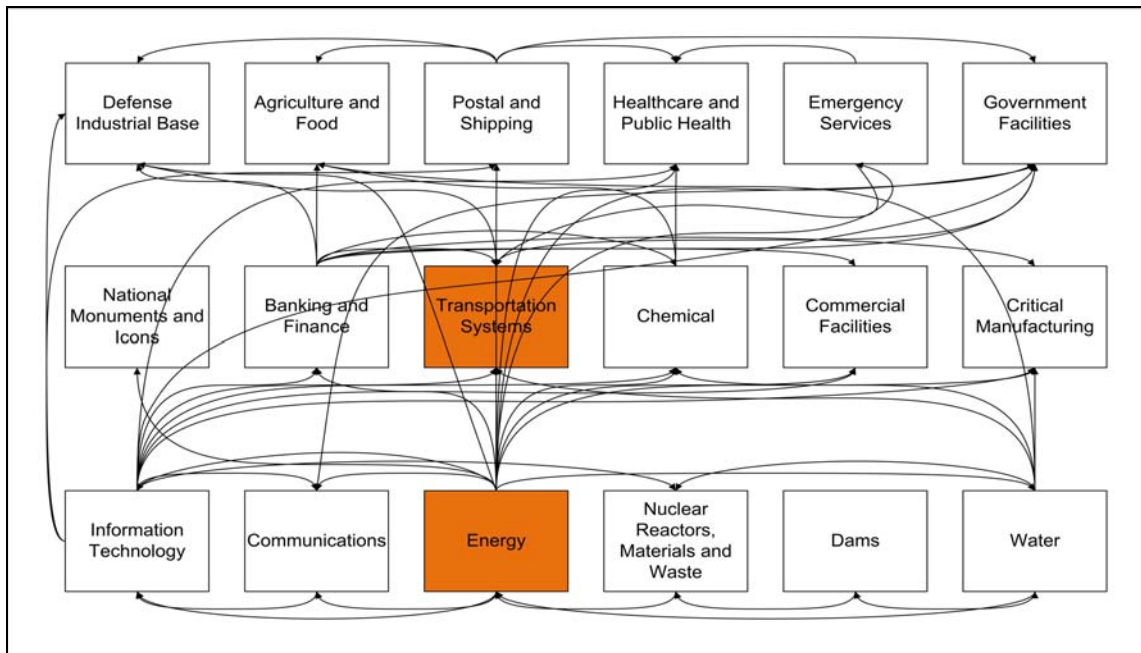 Defense
Industrial Base
Agriculture and
Food
Postal and
Shipping
Healthcare and
Public Health
Emergency
Services
Government
Facilities
National
Monuments and
Icons
Banking and
Finance
Transportation
Systems
Chemical
Commercial
Facilities
Critical
Manufacturing
Information
Technology
Communications
Energy
Nuclear
Reactors,
Materials and
Waste
Dams
Water